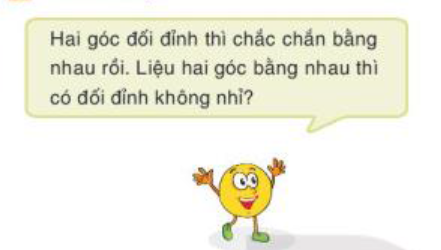 Hai góc đối đỉnh thì chắc chắn bằng
nhau rồi. Liệu hai góc bằng nhau thì
có đối đỉnh không nhỉ?